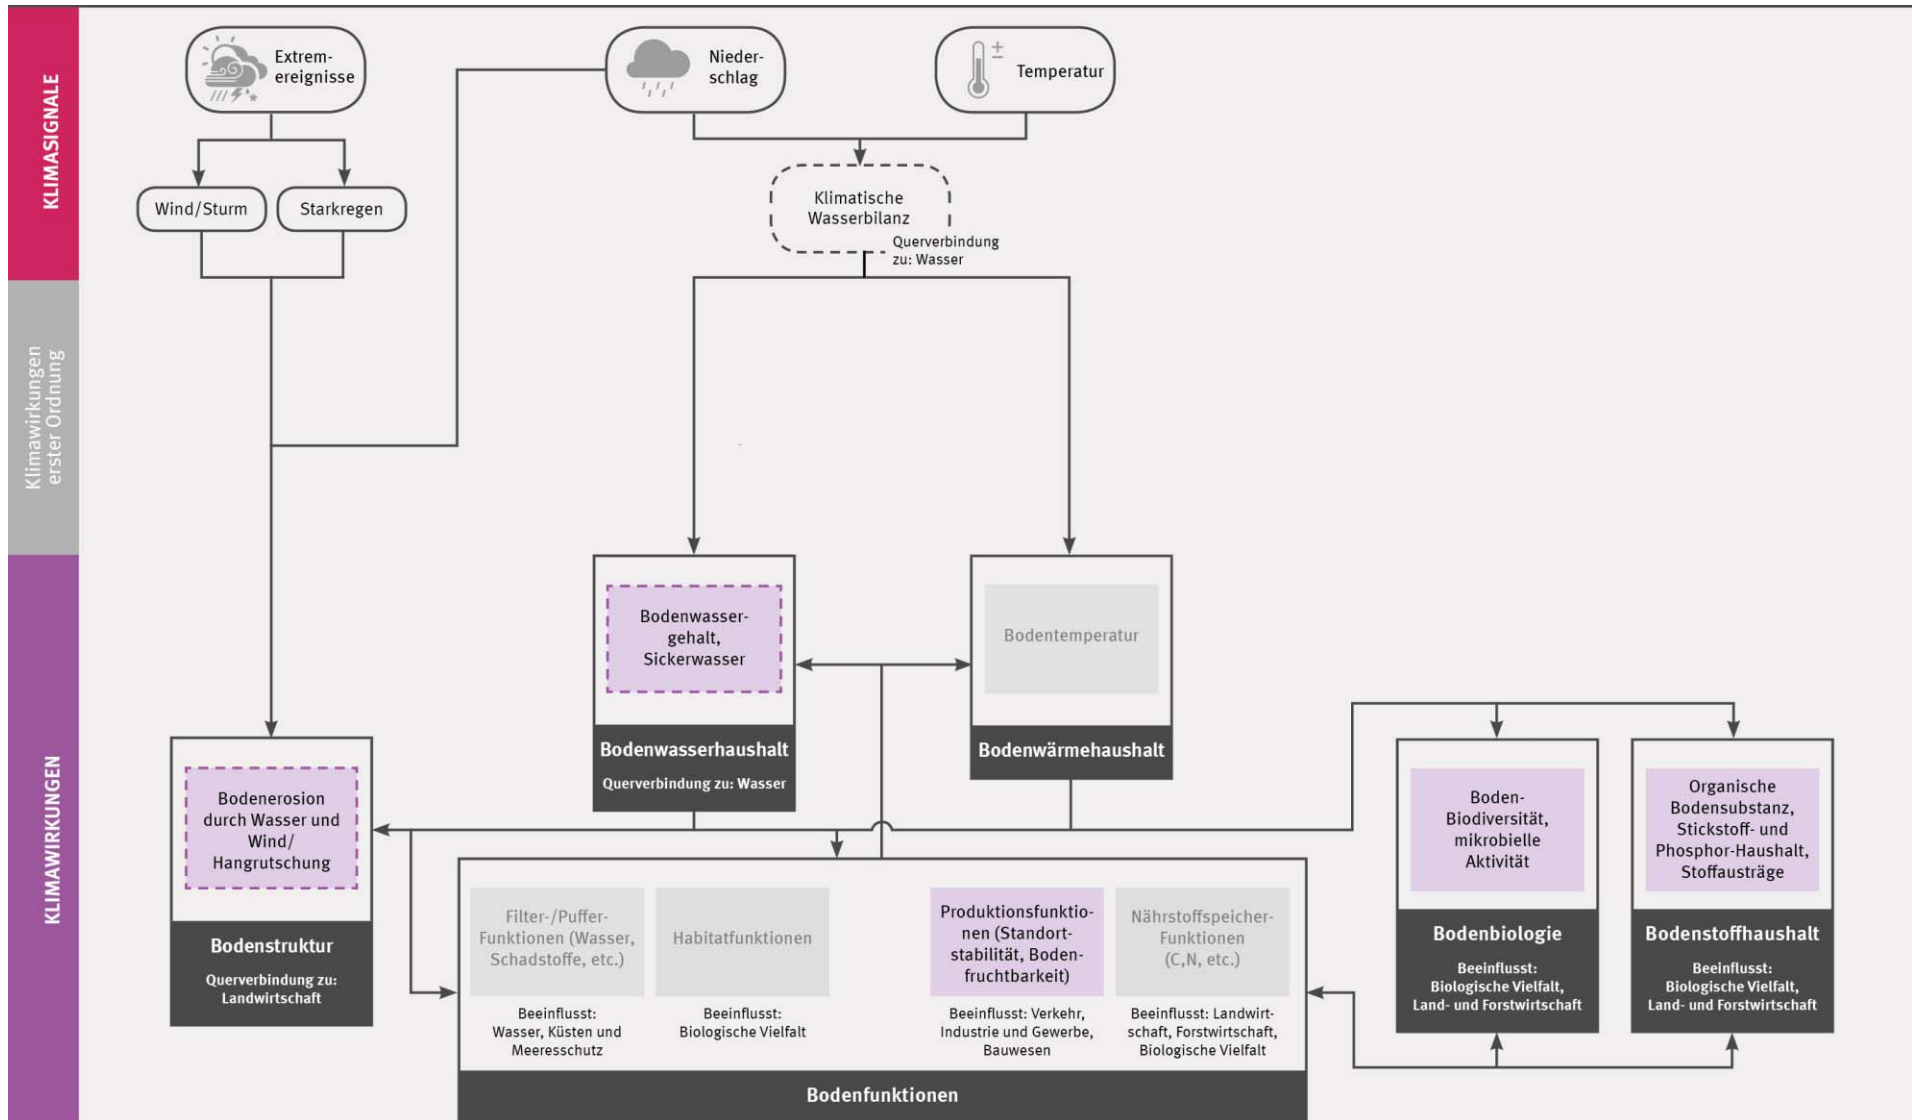 KLIMASIGNALE
Extrem-
ereignisse
Nieder-
schlag
Temperatur
Wind/Sturm
Starkregen
Klimatische
Wasserbilanz
Querverbindung
zu: Wasser
Klimawirkungen
erster Ordnung
KLIMAWIRKUNGEN
Bodenwasser-
gehalt,
Sickerwasser
Bodenwasserhaushalt
Querverbindung zu: Wasser
Bodentemperatur
Bodenwärmehaushalt
Bodenerosion
durch Wasser und
Wind/
Hangrutschung
Bodenstruktur
Querverbindung zu:
Landwirtschaft
Boden-
Biodiversität,
mikrobielle
Aktivität
Bodenbiologie
Beeinflusst:
Biologische Vielfalt,
Land- und Forstwirtschaft
Organische
Bodensubstanz,
Stickstoff- und
Phosphor-Haushalt,
Stoffausträge
Bodenstoffhaushalt
Beeinflusst:
Biologische Vielfalt,
Land- und Forstwirtschaft
Filter-/Puffer-
Funktionen (Wasser,
Schadstoffe, etc.)
Beeinflusst:
Wasser, Küsten und
Meeresschutz
Habitatfunktionen
Beeinflusst:
Biologische Vielfalt
Produktionsfunktio-
nen (Standort-
stabilität, Boden-
fruchtbarkeit)
Beeinflusst: Verkehr,
Industrie und Gewerbe,
Bauwesen
Nährstoffspeicher-
Funktionen
(C,N, etc.)
Beeinflusst: Landwirt-
schaft, Forstwirtschaft,
Biologische Vielfalt
Bodenfunktionen